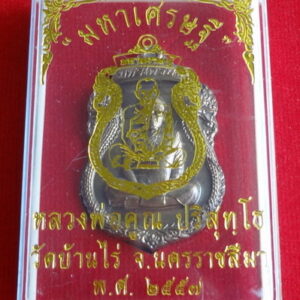 "มหาเศรษฐี"
หลวงพ่อคูณ ปริสุทฺโธ
วัดบ้านไร่ จ.นครราชสีมา
พ.ศ. ๒๕๕๗